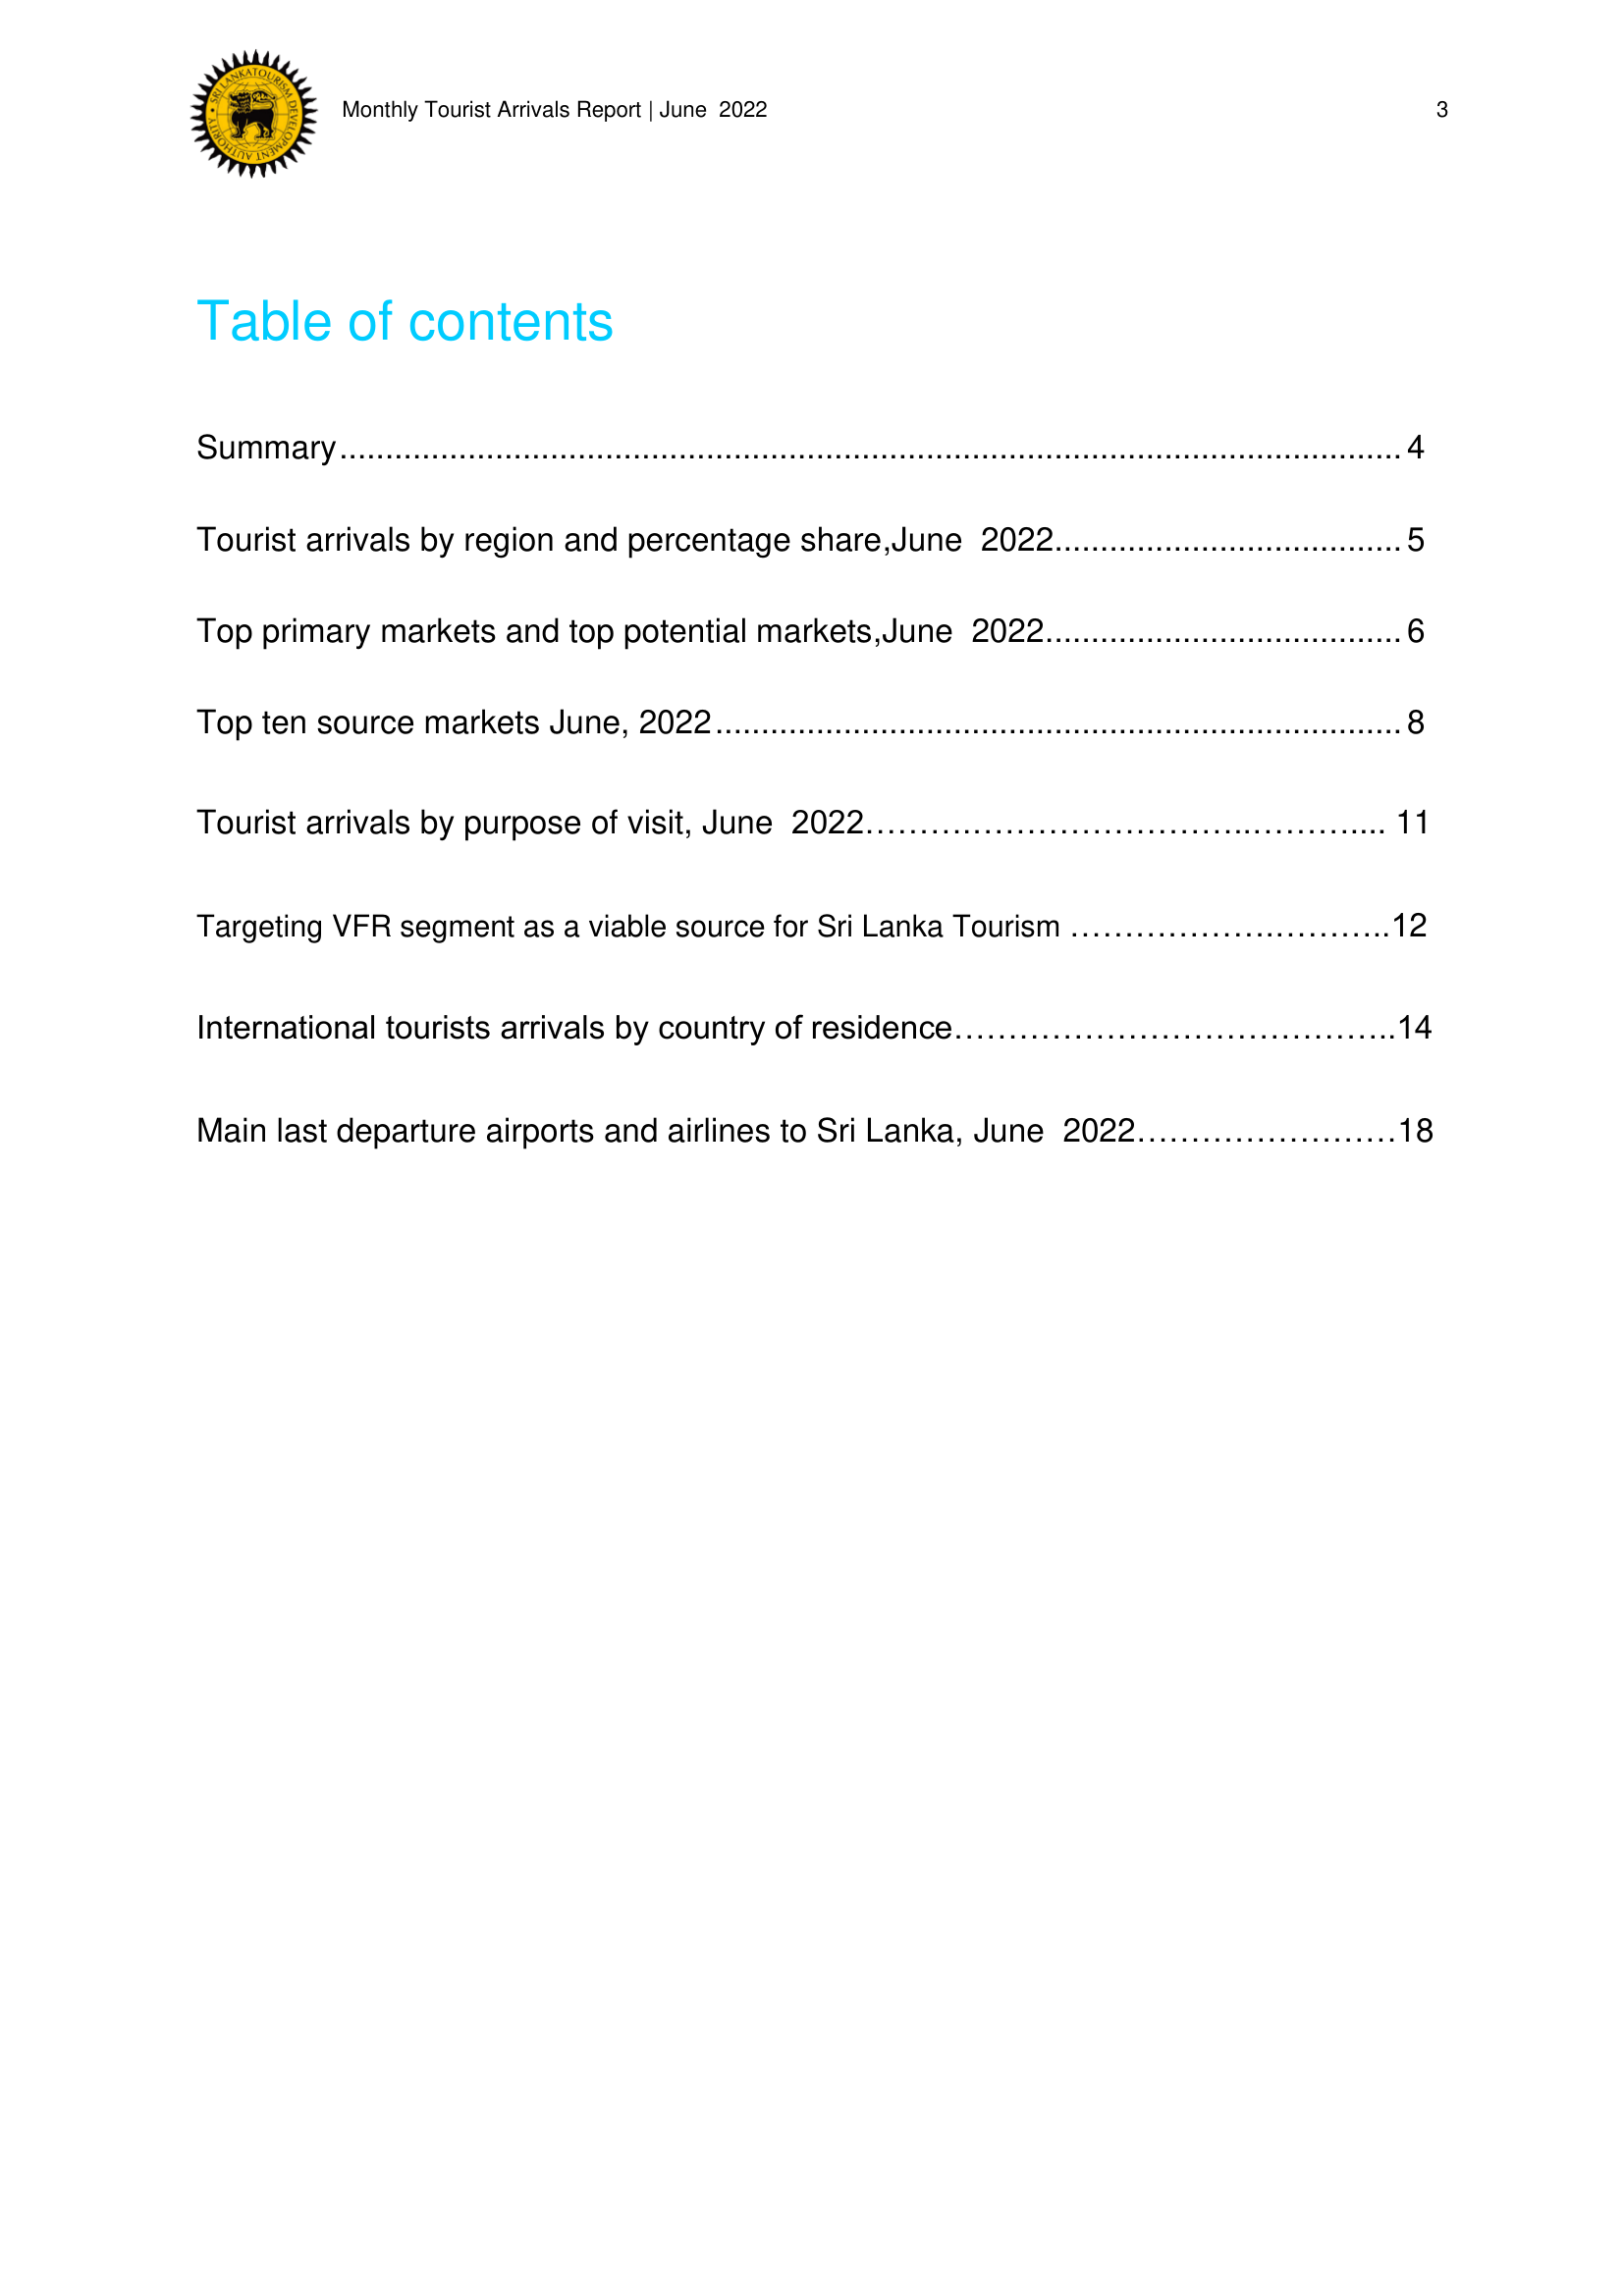 SRI LANKA TOURISM DEVELOPMENT AUTHORITY
Monthly Tourist Arrivals Report | June  2022
3
Table of contents
Summary.................................................................................................................... 4
Tourist arrivals by region and percentage share,June  2022...................................... 5
Top primary markets and top potential markets,June  2022....................................... 6
Top ten source markets June, 2022........................................................................... 8
Tourist arrivals by purpose of visit, June  2022……….…………………………..………..... 11
Targeting VFR segment as a viable source for Sri Lanka Tourism ……………….………..12
International tourists arrivals by country of residence…………………………………..14
Main last departure airports and airlines to Sri Lanka, June  2022……………………18